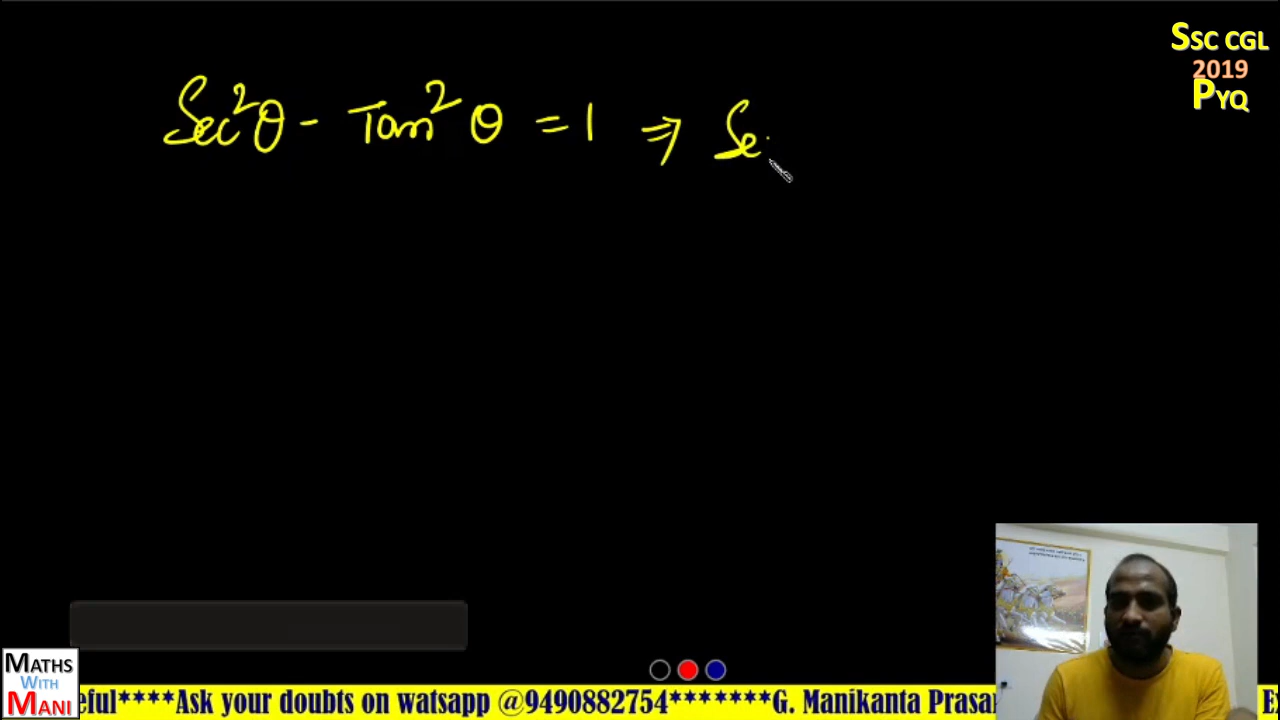 SSC CGL
2019
PYQ
Sec²θ - Tan²θ = 1 ⇒ Se
MATHS
WITH
MANI
eful****Ask your doubts on watsapp @9490882754*******G. Manikanta Prasa
E